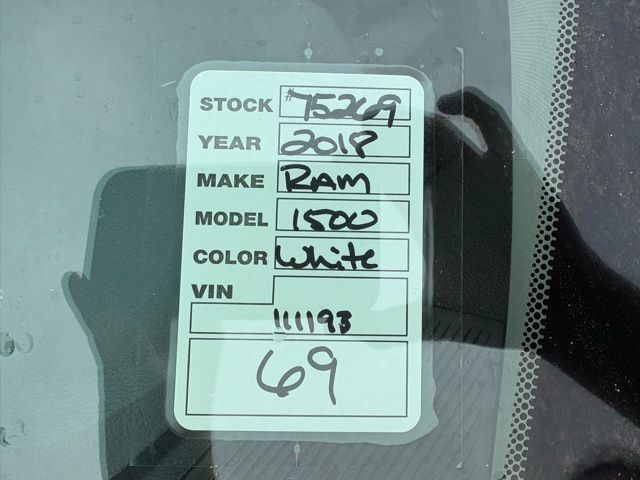 STOCK #75269
YEAR 2018
MAKE RAM
MODEL 1500
COLOR White
VIN
111193
69